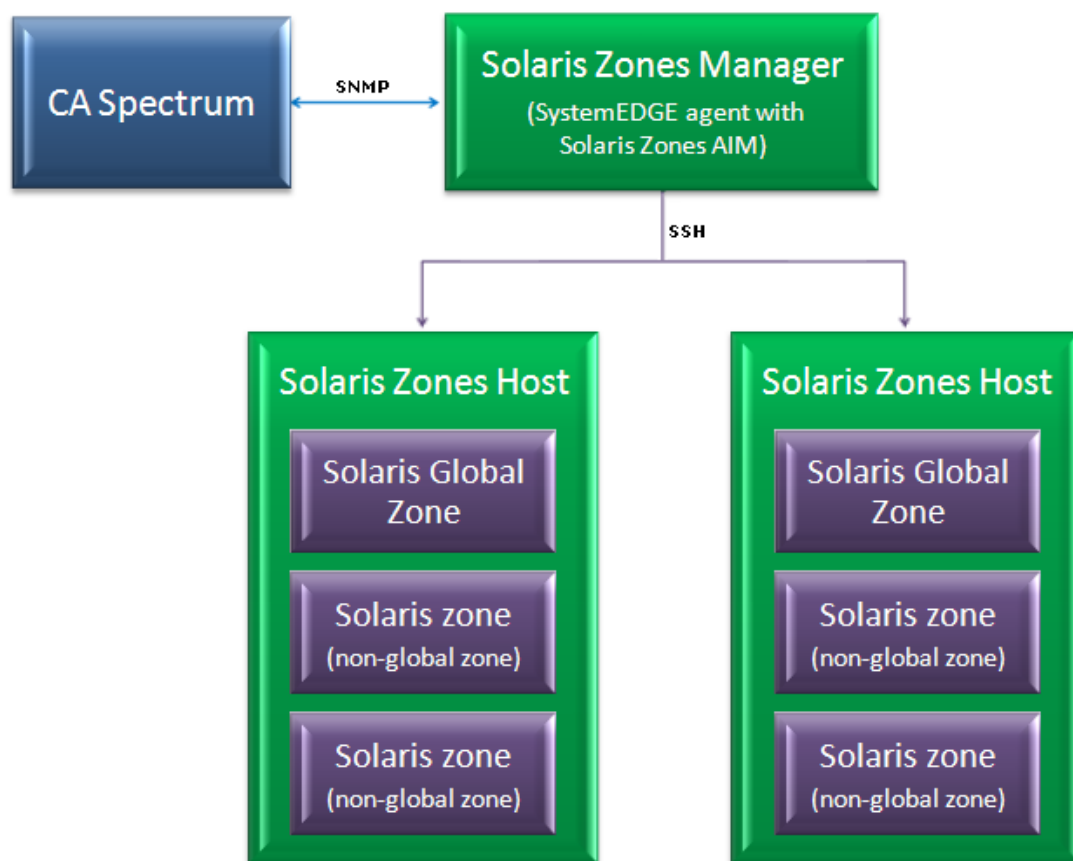 CA Spectrum
SNMP
Solaris Zones Manager
(SystemEDGE agent with
Solaris Zones AIM)
SSH
Solaris Zones Host
Solaris Global
Zone
Solaris zone
(non-global zone)
Solaris zone
(non-global zone)
Solaris Zones Host
Solaris Global
Zone
Solaris zone
(non-global zone)
Solaris zone
(non-global zone)